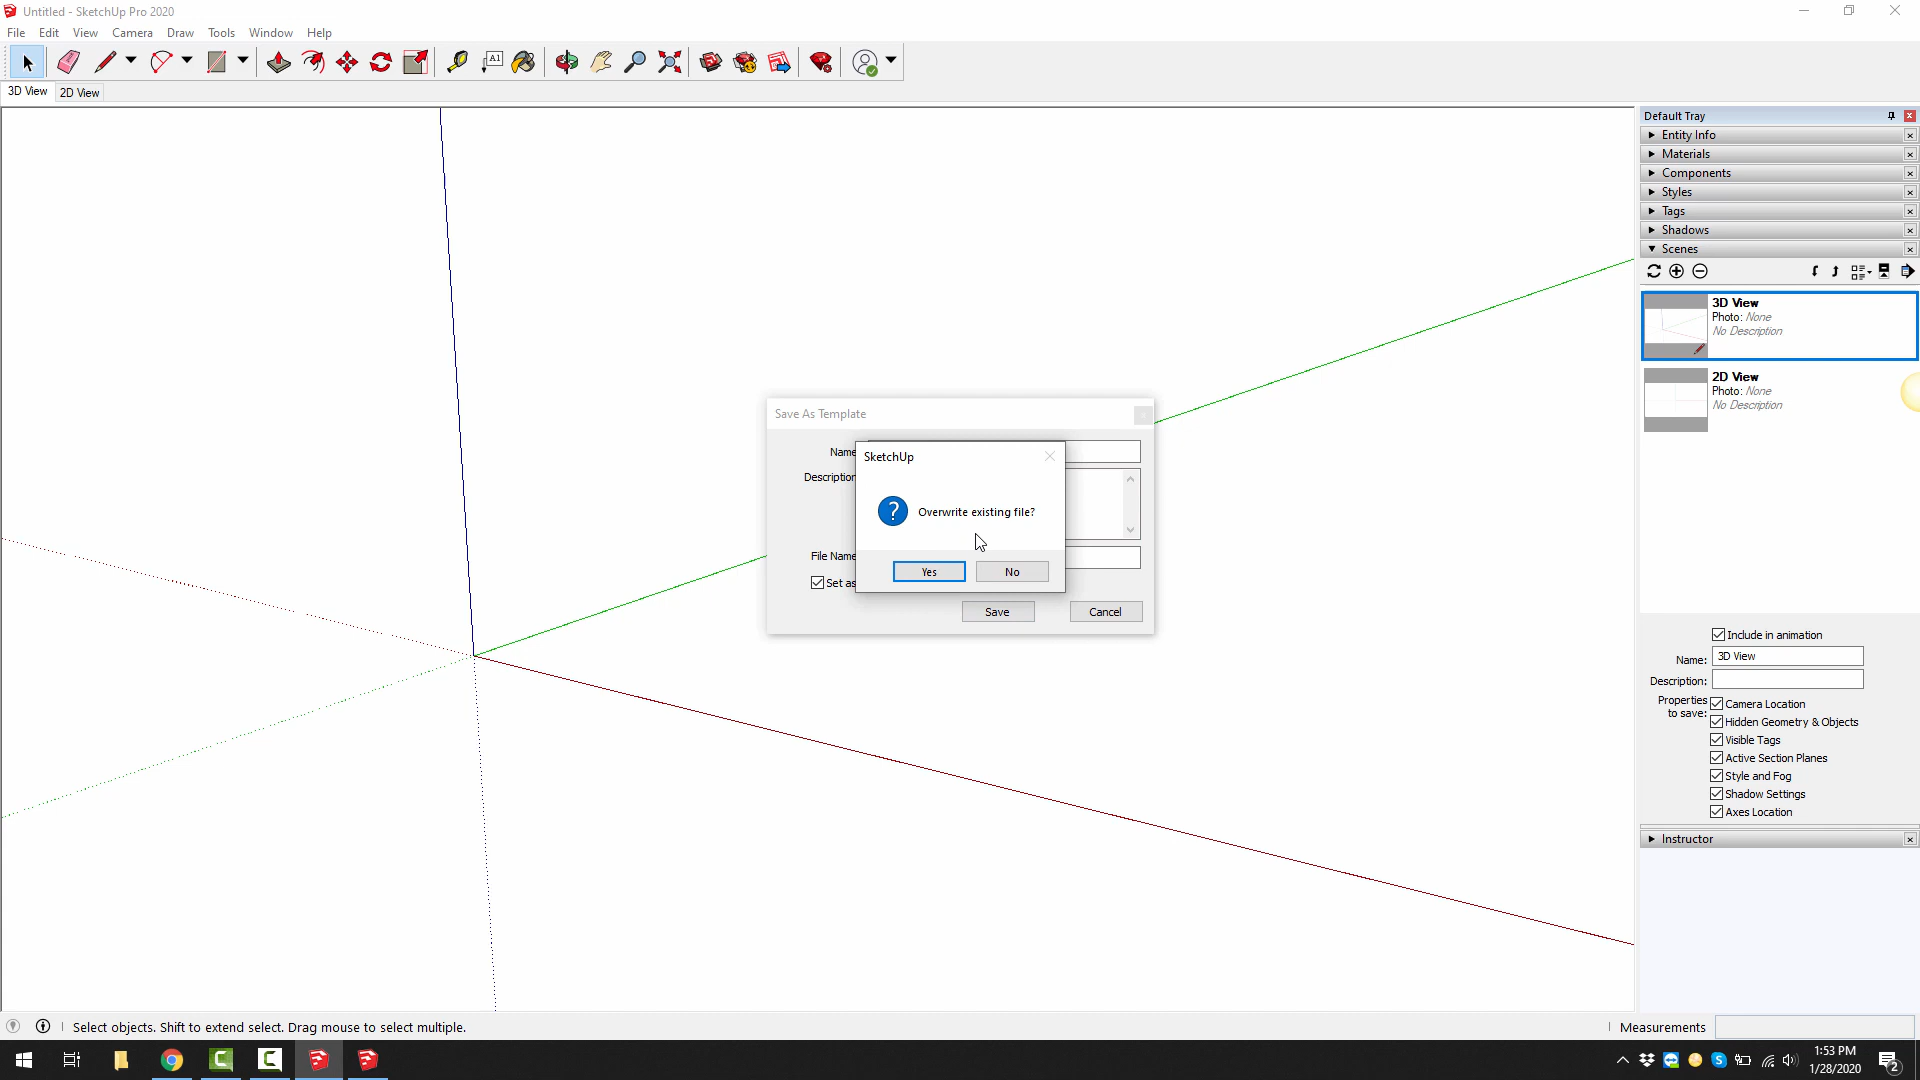 Untitled - SketchUp Pro 2020
File Edit View Camera Draw Tools Window Help
A1
3D View 2D View
Default Tray
Entity Info
Materials
Components
Styles
Tags
Shadows
Scenes
3D View
Photo: None
No Description
2D View
Photo: None
No Description
Save As Template
Name
Description
File Name
Set as
Save Cancel
SketchUp
Overwrite existing file?
Yes No
Include in animation
Name: 3D View
Description:
Properties to save:
Camera Location
Hidden Geometry & Objects
Visible Tags
Active Section Planes
Style and Fog
Shadow Settings
Axes Location
Instructor
Select objects. Shift to extend select. Drag mouse to select multiple.
Measurements
1:53 PM
1/28/2020
2